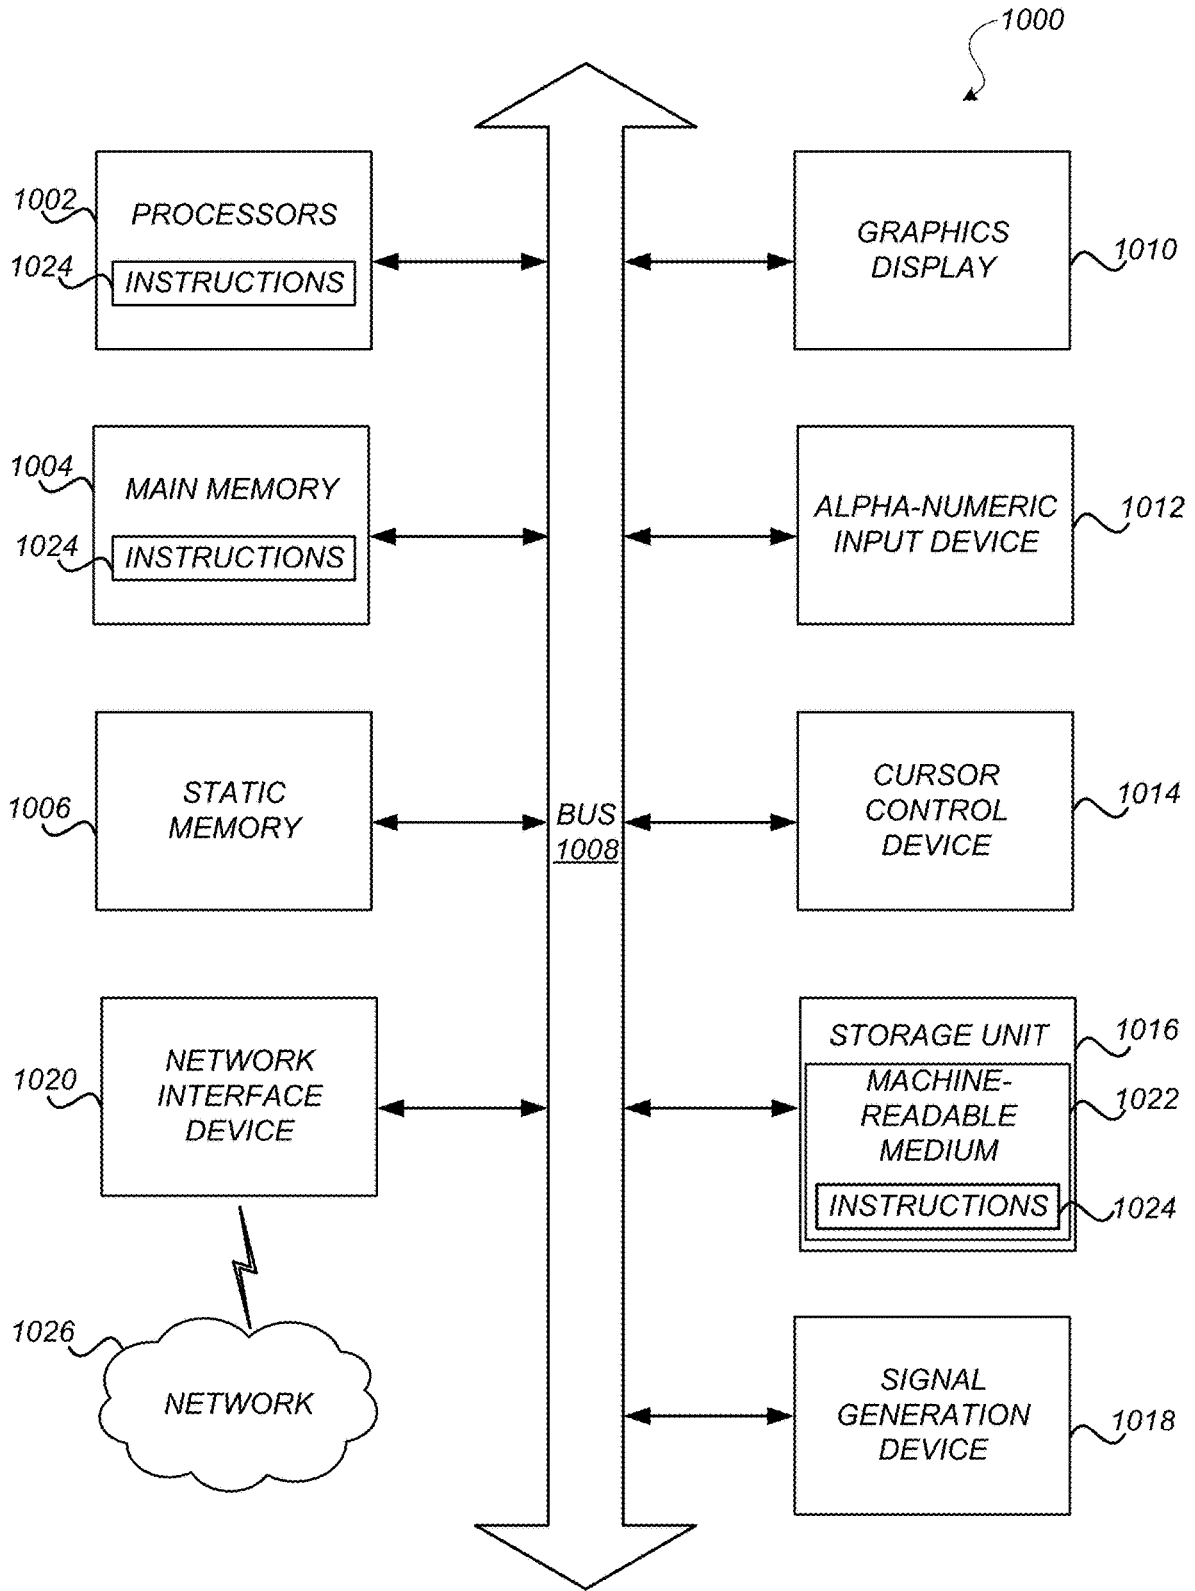 1000
1002
PROCESSORS
1024
INSTRUCTIONS
GRAPHICS
DISPLAY
1010
1004
MAIN MEMORY
1024
INSTRUCTIONS
ALPHA-NUMERIC
INPUT DEVICE
1012
1006
STATIC
MEMORY
BUS
1008
CURSOR
CONTROL
DEVICE
1014
1020
NETWORK
INTERFACE
DEVICE
STORAGE UNIT
1016
MACHINE-
READABLE
MEDIUM
1022
INSTRUCTIONS
1024
1026
NETWORK
SIGNAL
GENERATION
DEVICE
1018